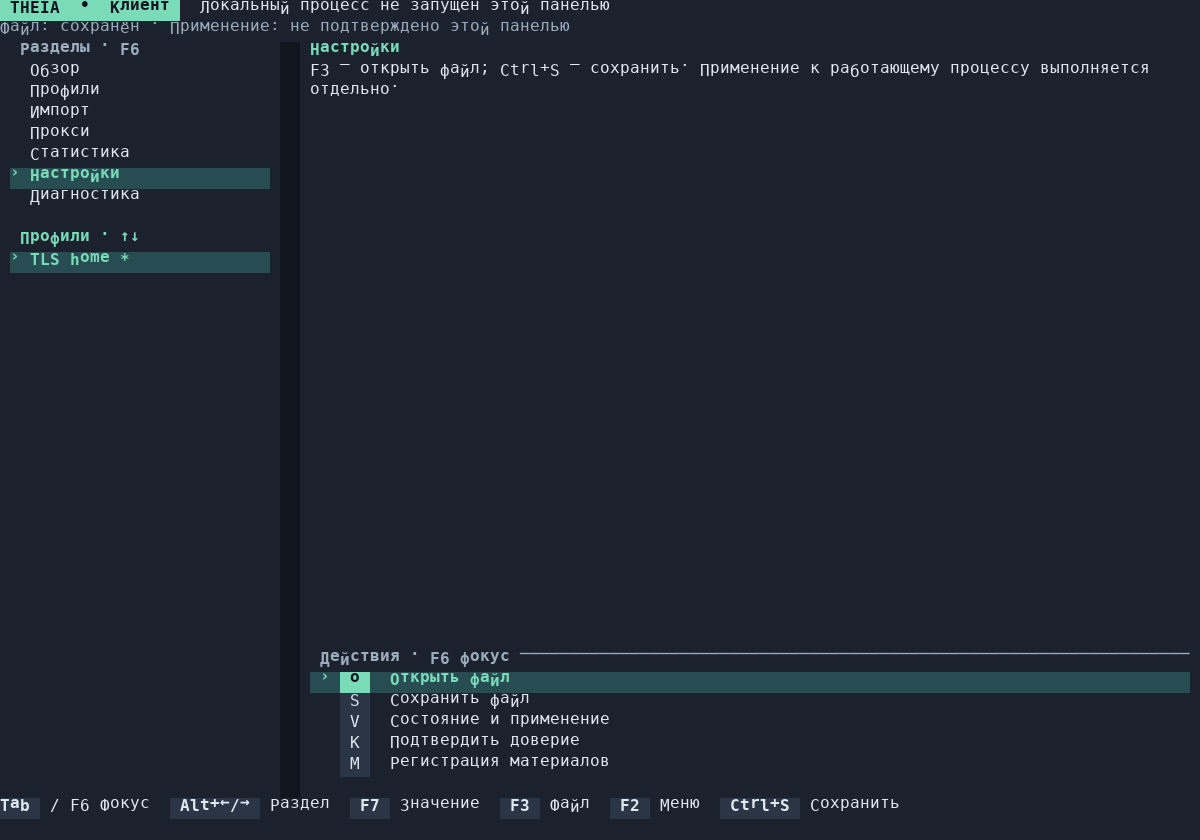 THEIA • Клиент Локальный процесс не запущен этой панелью
Файл: сохранён · Применение: не подтверждено этой панелью
Разделы · F6
Обзор
Профили
Импорт
Прокси
Статистика
› Настройки
Диагностика
Профили · ↑↓
› TLS home *
Настройки
F3 — открыть файл; Ctrl+S — сохранить. Применение к работающему процессу выполняется
отдельно.
Действия · F6 фокус
› o Открыть файл
S Сохранить файл
V Состояние и применение
K Подтвердить доверие
M Регистрация материалов
Tab / F6 Фокус Alt+←/→ Раздел F7 Значение F3 Файл F2 Меню Ctrl+S Сохранить